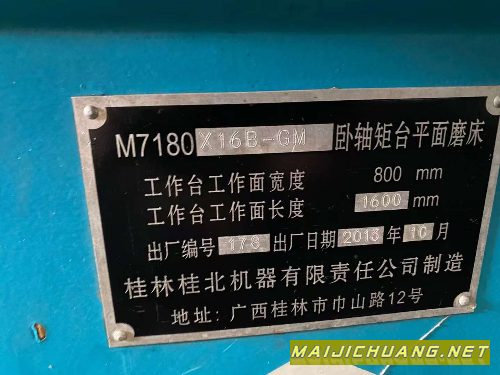 M7180X16B-GM 卧轴矩台平面磨床
工作台工作面宽度 800 mm
工作台工作面长度 1600 mm
出厂编号 178 出厂日期 2018 年 10 月
桂林桂北机器有限责任公司制造
地址: 广西桂林市巾山路12号
MAIJICHUANG.NET